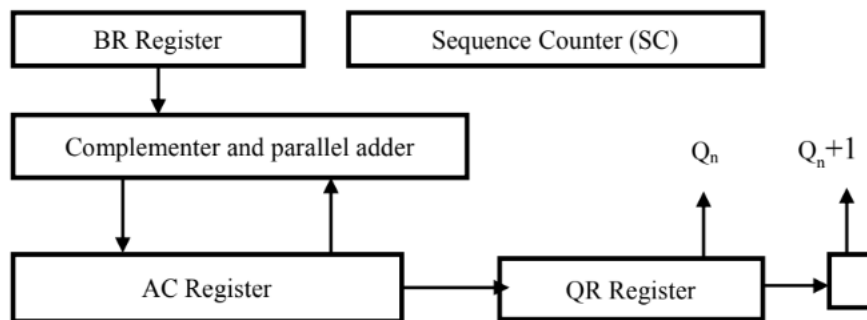 BR Register
Sequence Counter (SC)
Complementer and parallel adder
Qₙ
Qₙ+1
AC Register
QR Register